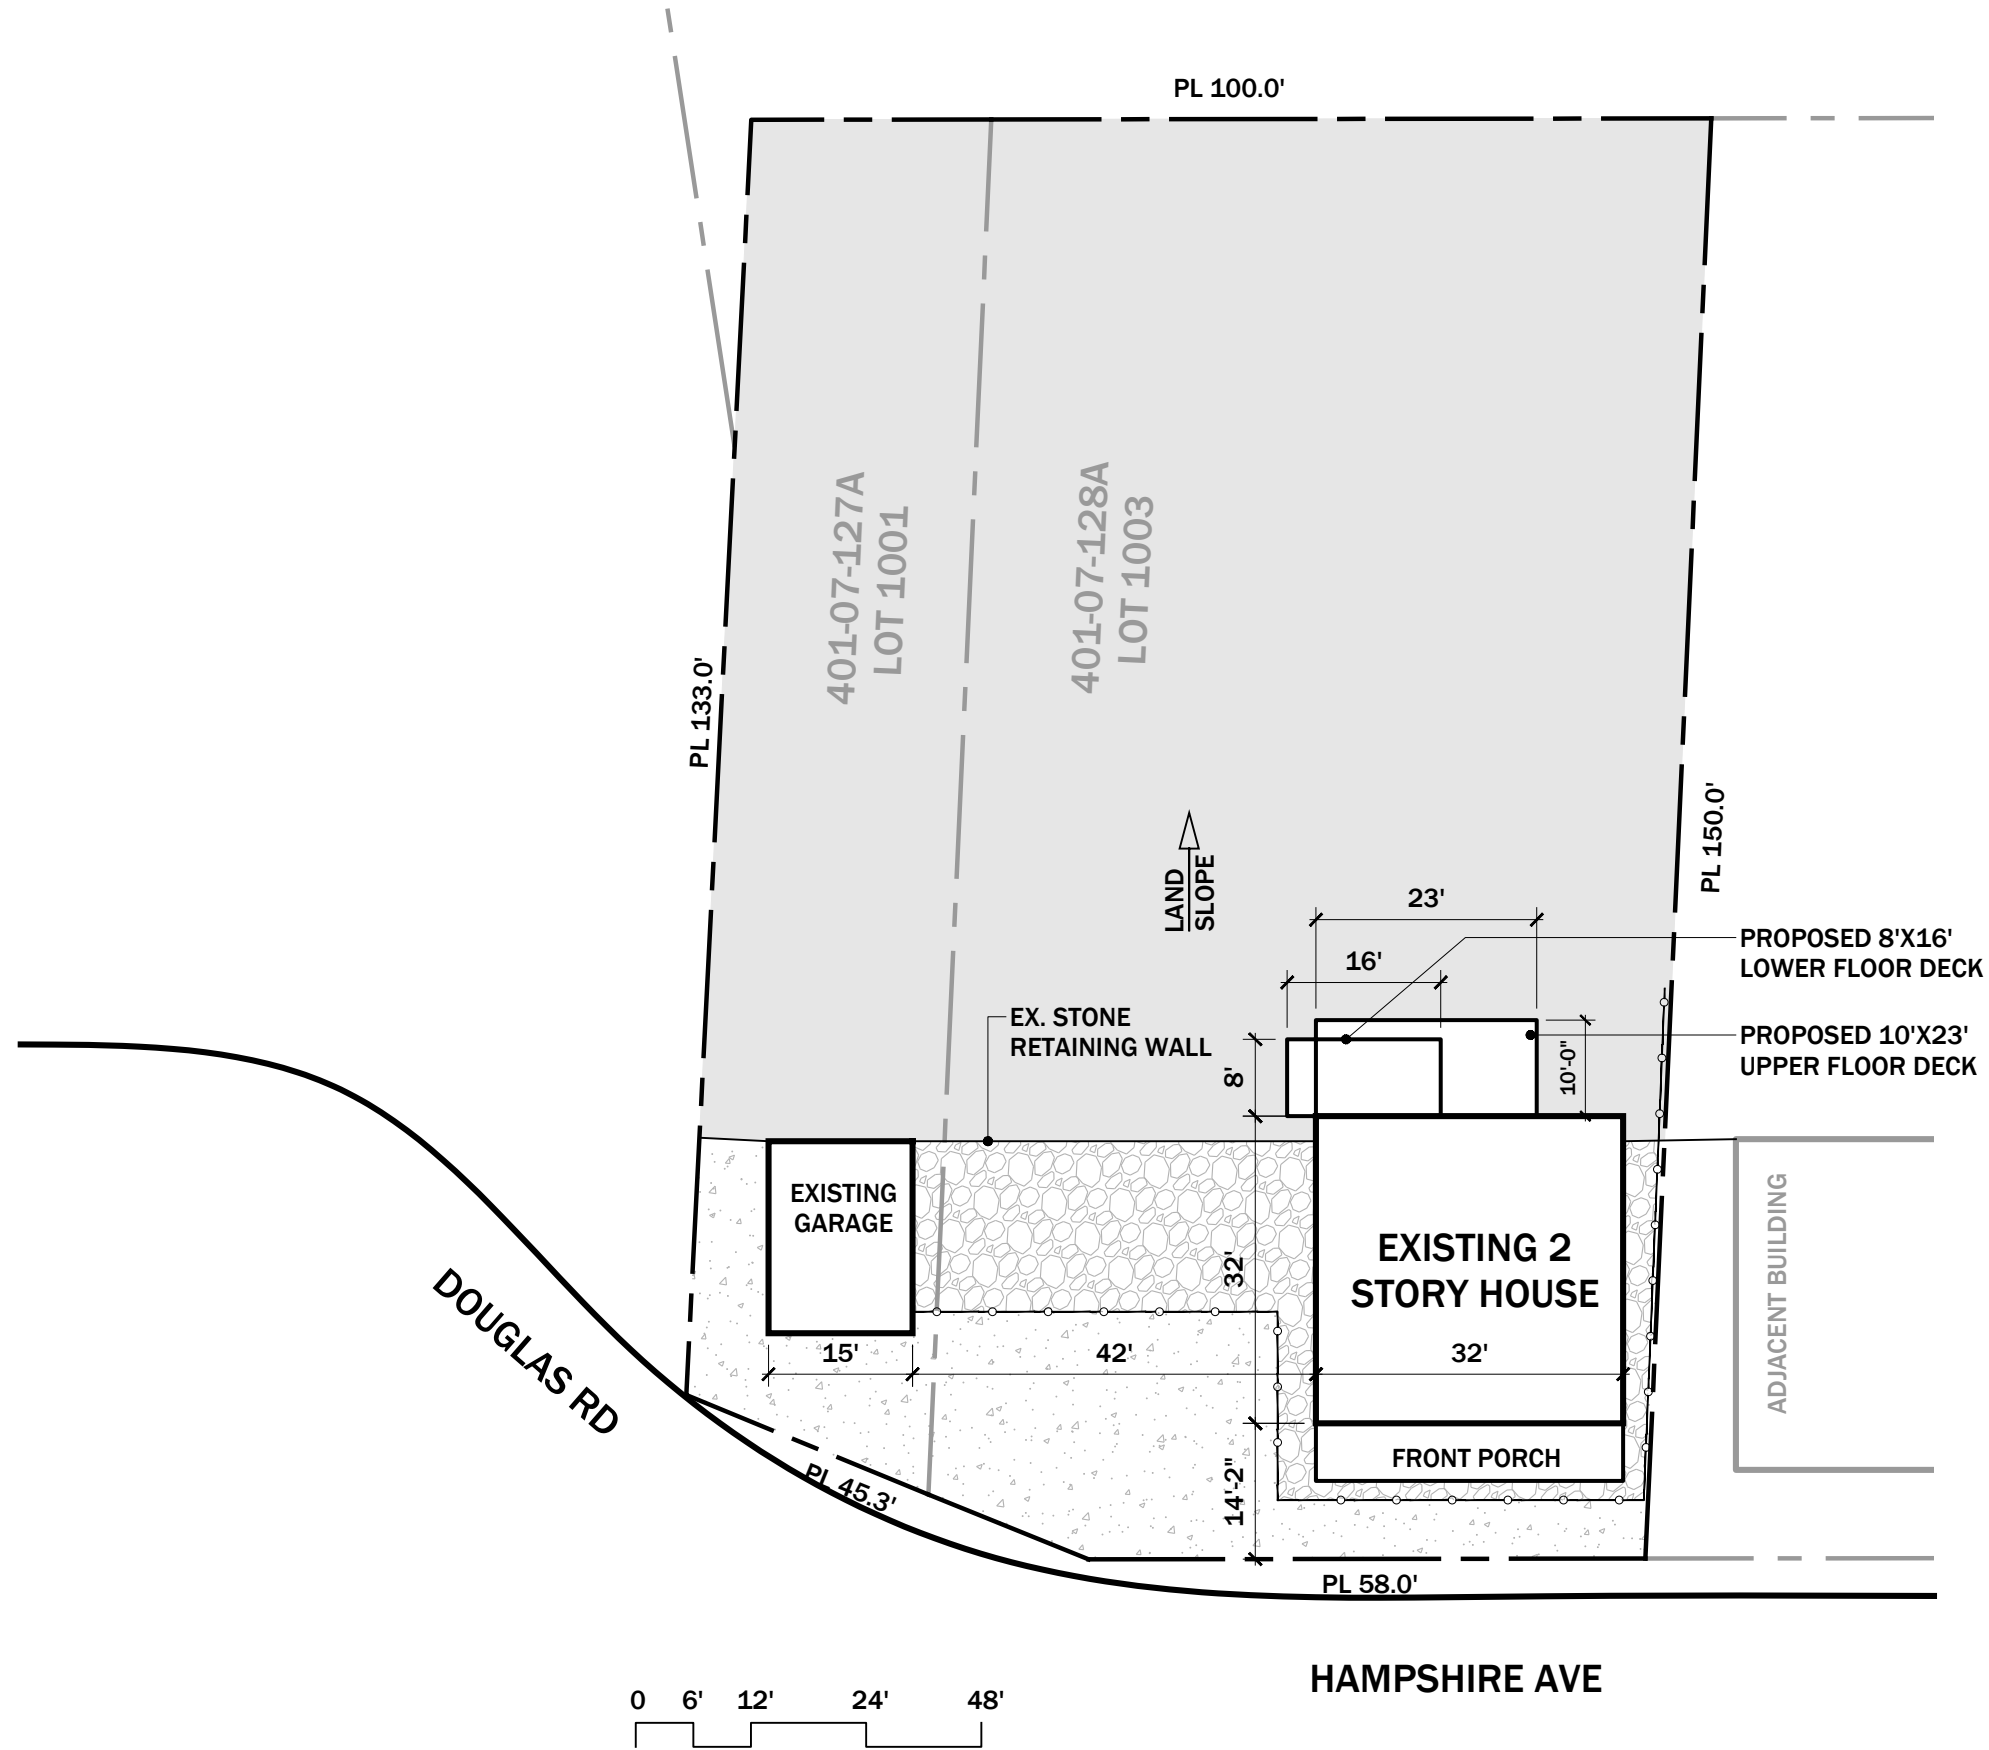 PL 100.0'
401-07-127A
LOT 1001
401-07-128A
LOT 1003
PL 133.0'
PL 150.0'
LAND
SLOPE
23'
16'
PROPOSED 8'X16'
LOWER FLOOR DECK
EX. STONE
RETAINING WALL
8'
10'-0"
PROPOSED 10'X23'
UPPER FLOOR DECK
EXISTING
GARAGE
32'
EXISTING 2
STORY HOUSE
ADJACENT BUILDING
15'
42'
32'
DOUGLAS RD
FRONT PORCH
PL 45.3'
14'-2"
PL 58.0'
HAMPSHIRE AVE
0 6' 12' 24' 48'